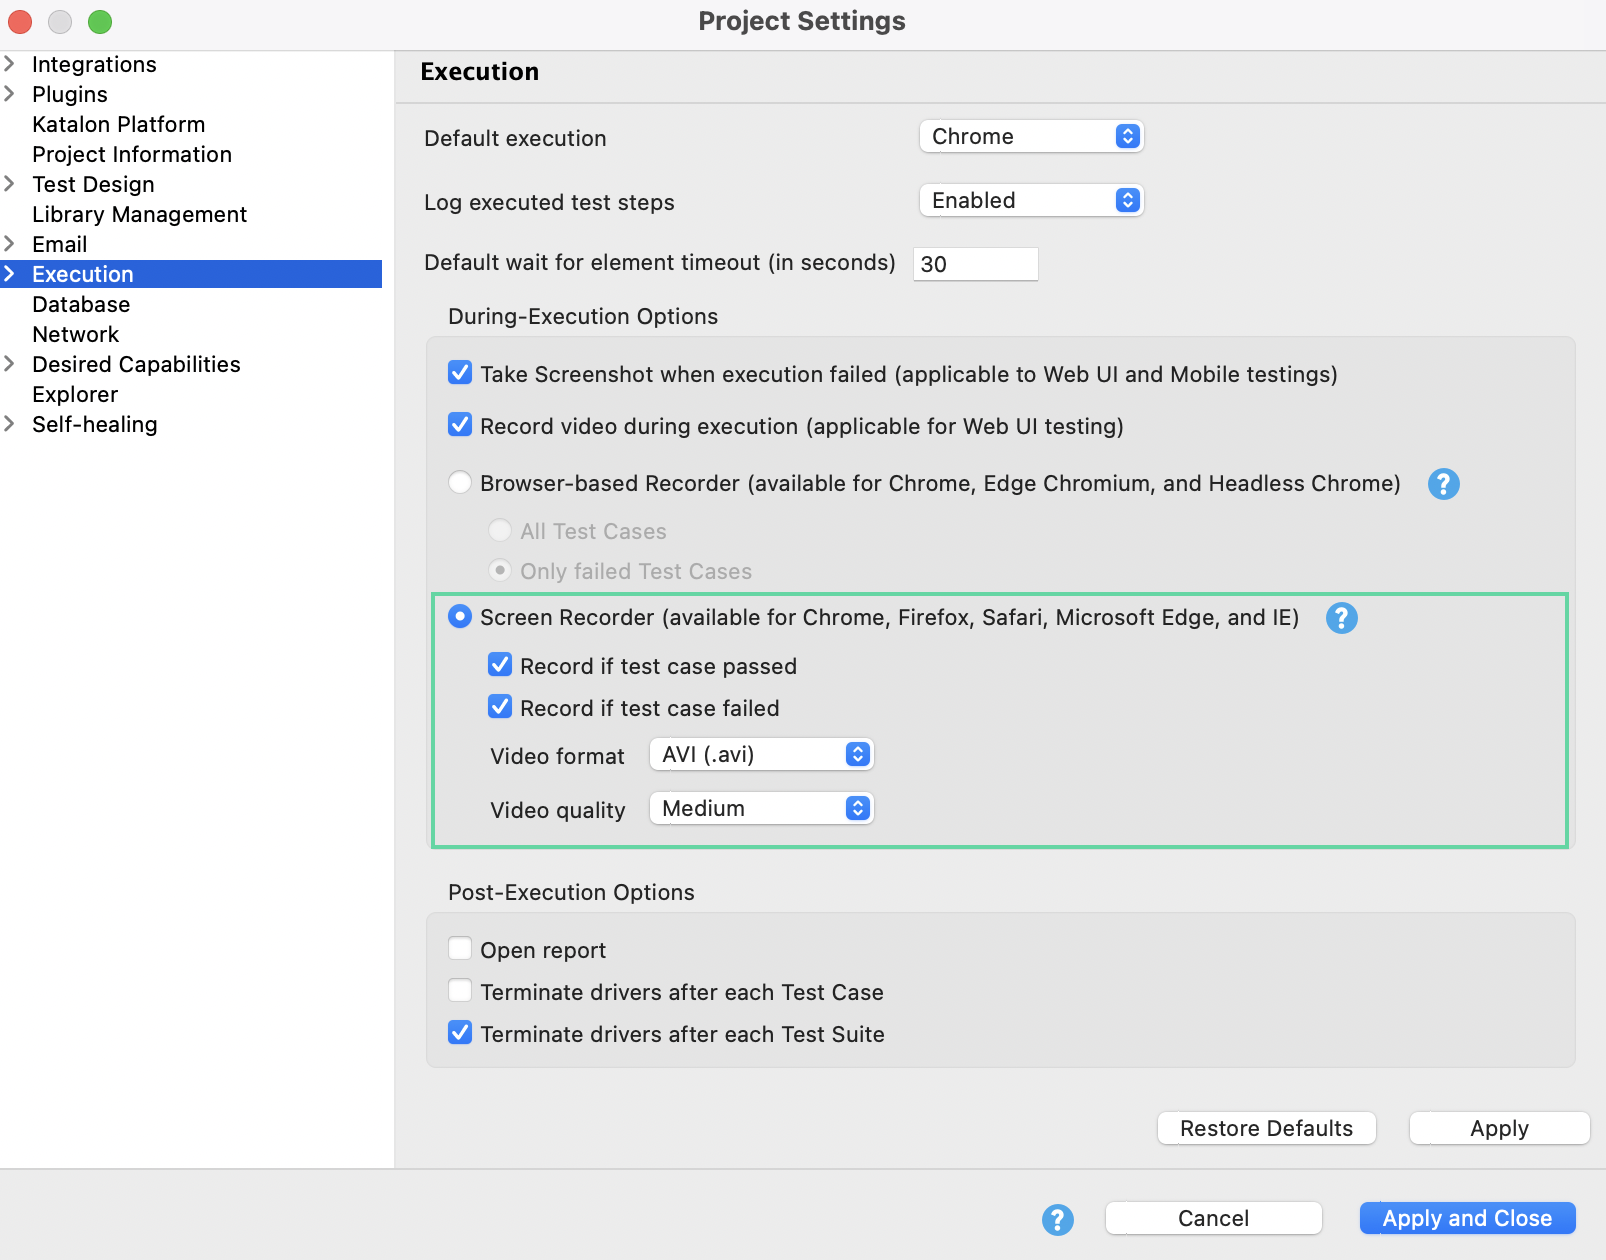 Project Settings
Integrations
Plugins
Katalon Platform
Project Information
Test Design
Library Management
Email
Execution
Database
Network
Desired Capabilities
Explorer
Self-healing
Execution
Default execution
Chrome
Log executed test steps
Enabled
Default wait for element timeout (in seconds)
30
During-Execution Options
Take Screenshot when execution failed (applicable to Web UI and Mobile testings)
Record video during execution (applicable for Web UI testing)
Browser-based Recorder (available for Chrome, Edge Chromium, and Headless Chrome)
?
All Test Cases
Only failed Test Cases
Screen Recorder (available for Chrome, Firefox, Safari, Microsoft Edge, and IE)
?
Record if test case passed
Record if test case failed
Video format
AVI (.avi)
Video quality
Medium
Post-Execution Options
Open report
Terminate drivers after each Test Case
Terminate drivers after each Test Suite
Restore Defaults
Apply
?
Cancel
Apply and Close